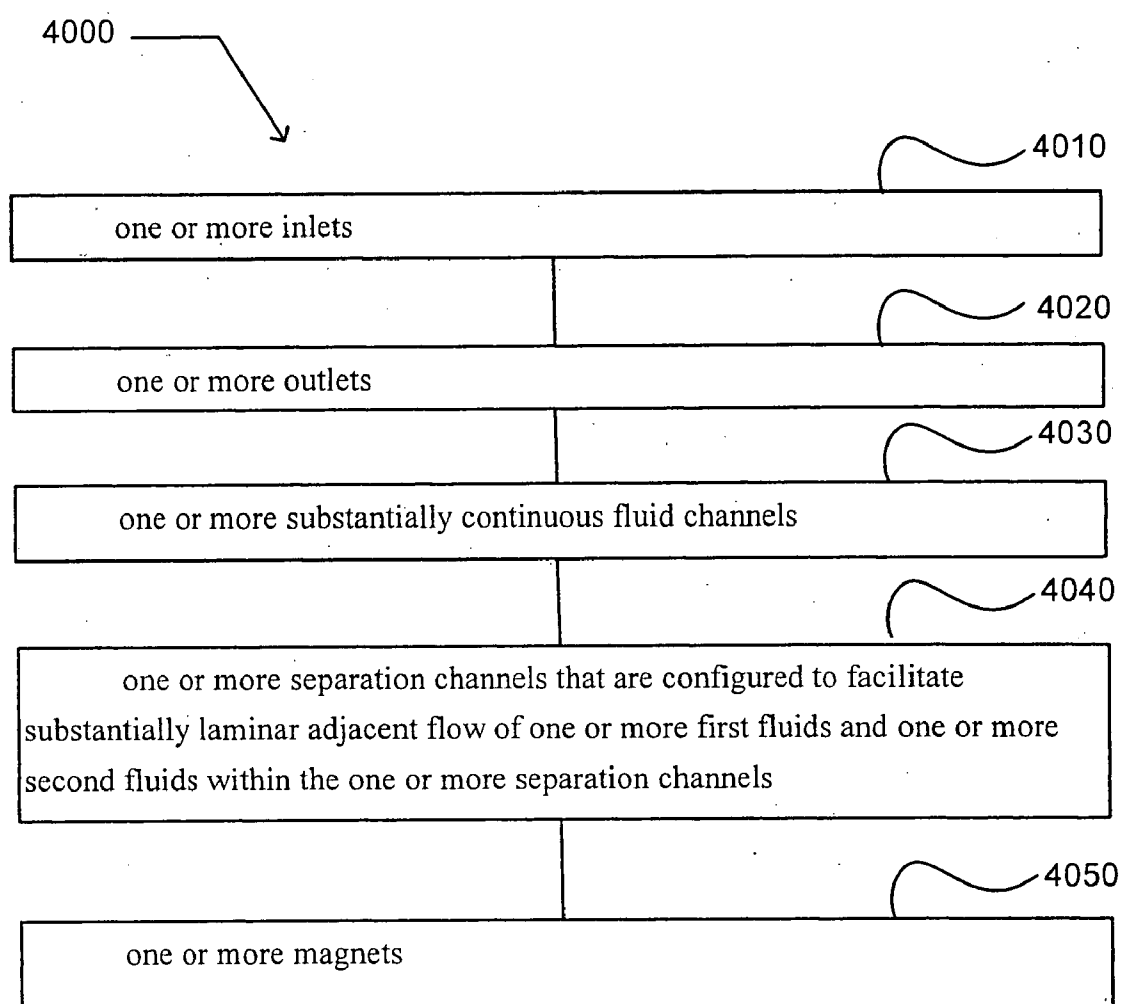 4000
4010
one or more inlets
4020
one or more outlets
4030
one or more substantially continuous fluid channels
4040
one or more separation channels that are configured to facilitate
substantially laminar adjacent flow of one or more first fluids and one or more
second fluids within the one or more separation channels
4050
one or more magnets